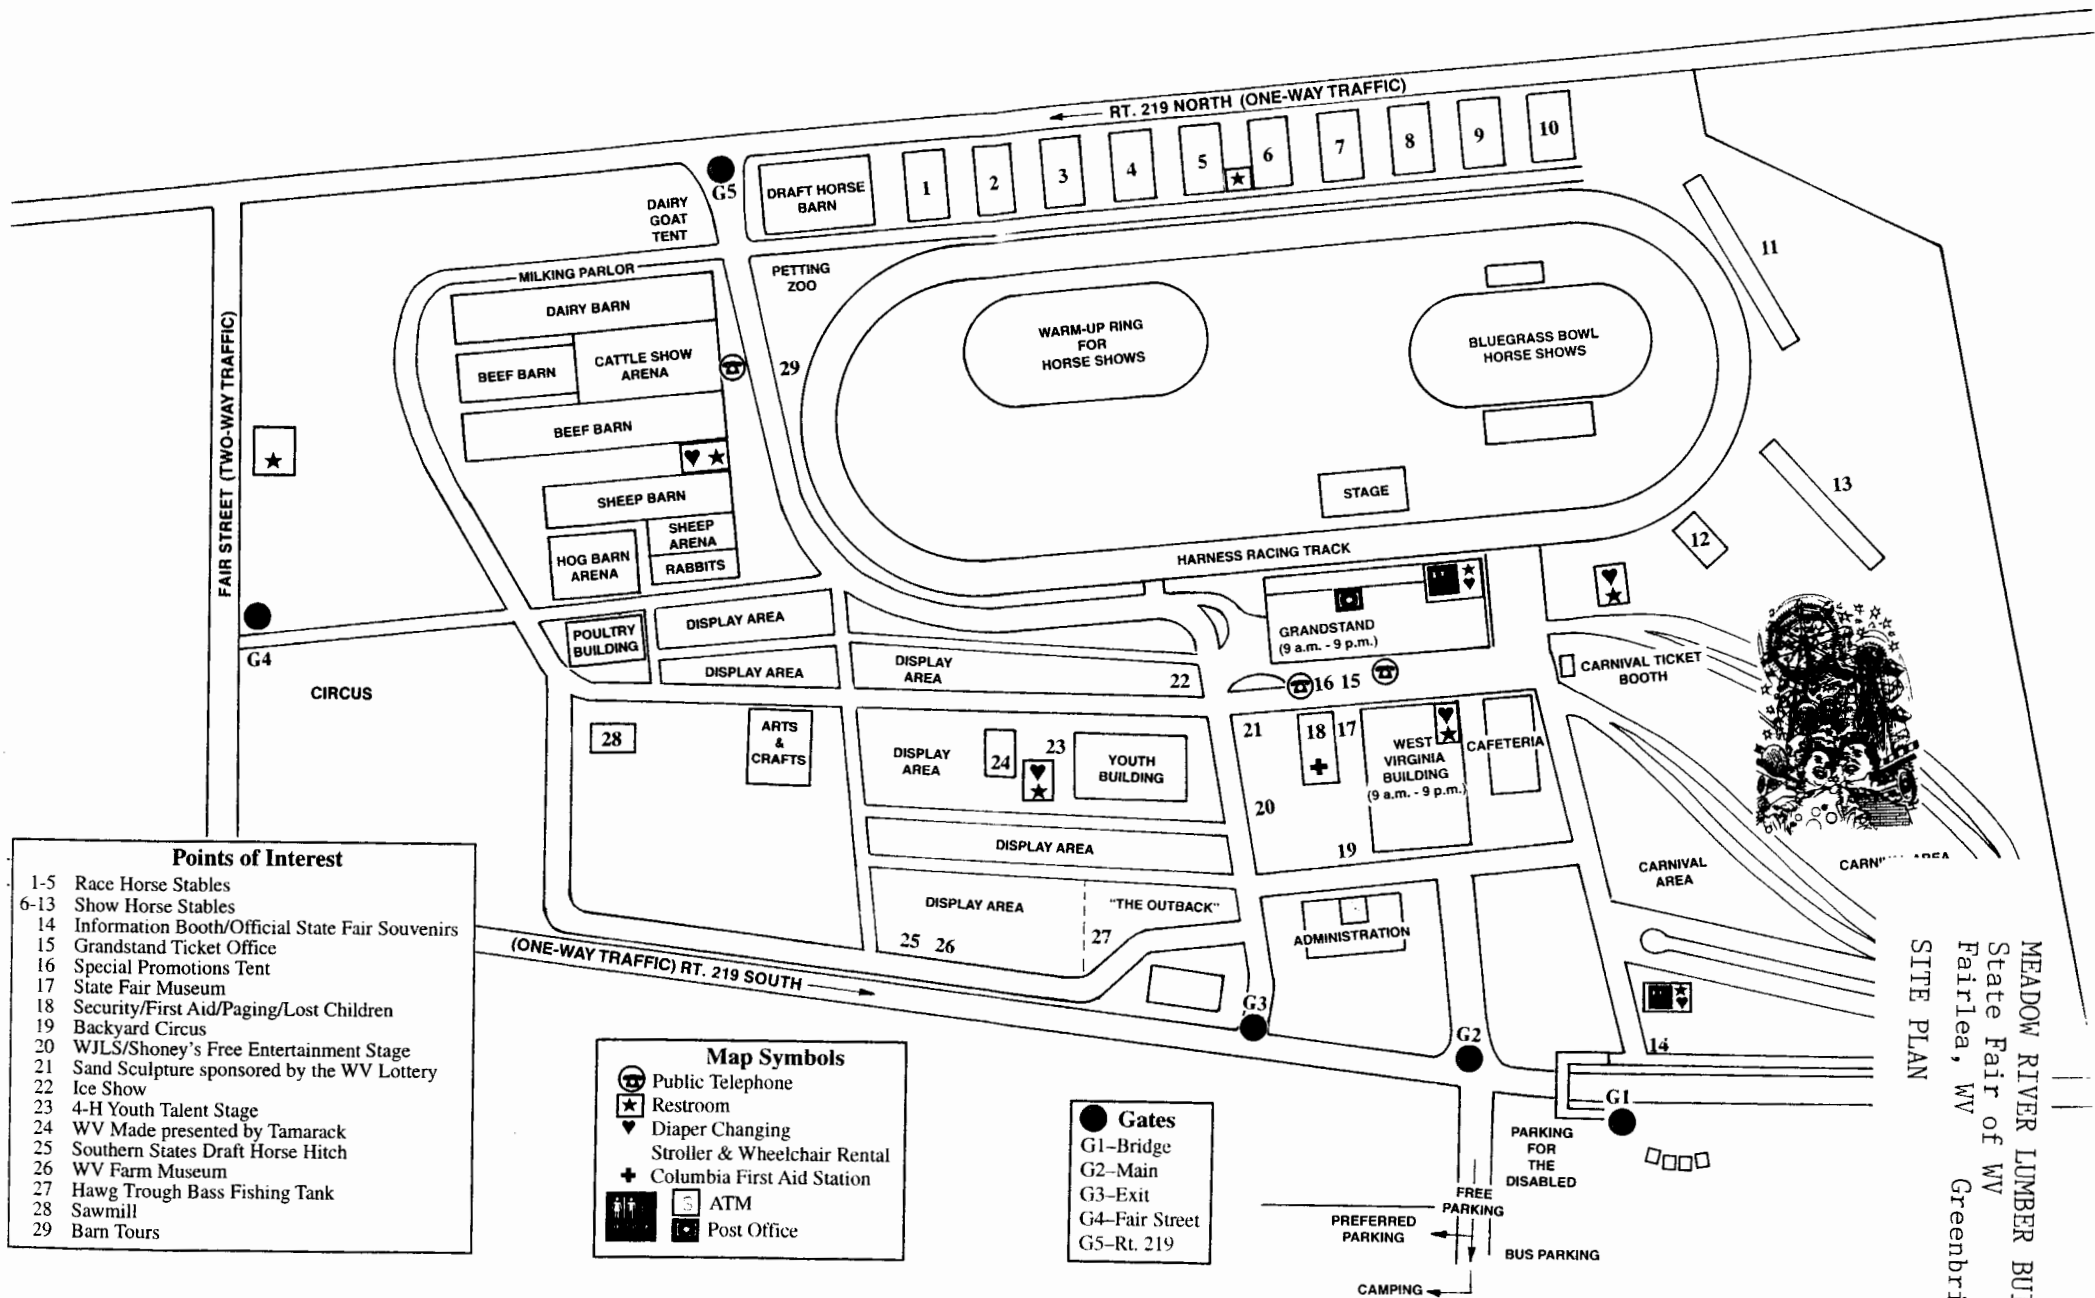 RT. 219 NORTH (ONE-WAY TRAFFIC)
G5
DRAFT HORSE
BARN
1
2
3
4
5
6
7
8
9
10
DAIRY
GOAT
TENT
MILKING PARLOR
PETTING
ZOO
11
DAIRY BARN
BEEF BARN
CATTLE SHOW
ARENA
29
WARM-UP RING
FOR
HORSE SHOWS
BLUEGRASS BOWL
HORSE SHOWS
BEEF BARN
FAIR STREET (TWO-WAY TRAFFIC)
SHEEP BARN
STAGE
13
SHEEP
ARENA
HOG BARN
ARENA
RABBITS
HARNESS RACING TRACK
12
G4
POULTRY
BUILDING
DISPLAY AREA
GRANDSTAND
(9 a.m. - 9 p.m.)
CIRCUS
DISPLAY AREA
DISPLAY
AREA
22
16
15
CARNIVAL TICKET
BOOTH
28
ARTS
&
CRAFTS
DISPLAY
AREA
24
23
YOUTH
BUILDING
21
18
17
WEST
VIRGINIA
BUILDING
(9 a.m. - 9 p.m.)
CAFETERIA
20
DISPLAY AREA
19
CARNIVAL
AREA
DISPLAY AREA
"THE OUTBACK"
25
26
27
ADMINISTRATION
(ONE-WAY TRAFFIC) RT. 219 SOUTH
G3
G2
14
G1
PARKING
FOR
THE
DISABLED
FREE
PARKING
PREFERRED
PARKING
BUS PARKING
CAMPING
Points of Interest
1-5 Race Horse Stables
6-13 Show Horse Stables
14 Information Booth/Official State Fair Souvenirs
15 Grandstand Ticket Office
16 Special Promotions Tent
17 State Fair Museum
18 Security/First Aid/Paging/Lost Children
19 Backyard Circus
20 WJLS/Shoney's Free Entertainment Stage
21 Sand Sculpture sponsored by the WV Lottery
22 Ice Show
23 4-H Youth Talent Stage
24 WV Made presented by Tamarack
25 Southern States Draft Horse Hitch
26 WV Farm Museum
27 Hawg Trough Bass Fishing Tank
28 Sawmill
29 Barn Tours
Map Symbols
Public Telephone
Restroom
Diaper Changing
Stroller & Wheelchair Rental
Columbia First Aid Station
ATM
Post Office
Gates
G1–Bridge
G2–Main
G3–Exit
G4–Fair Street
G5–Rt. 219
MEADOW RIVER LUMBER
State Fair of WV
Fairlea, WV
SITE PLAN